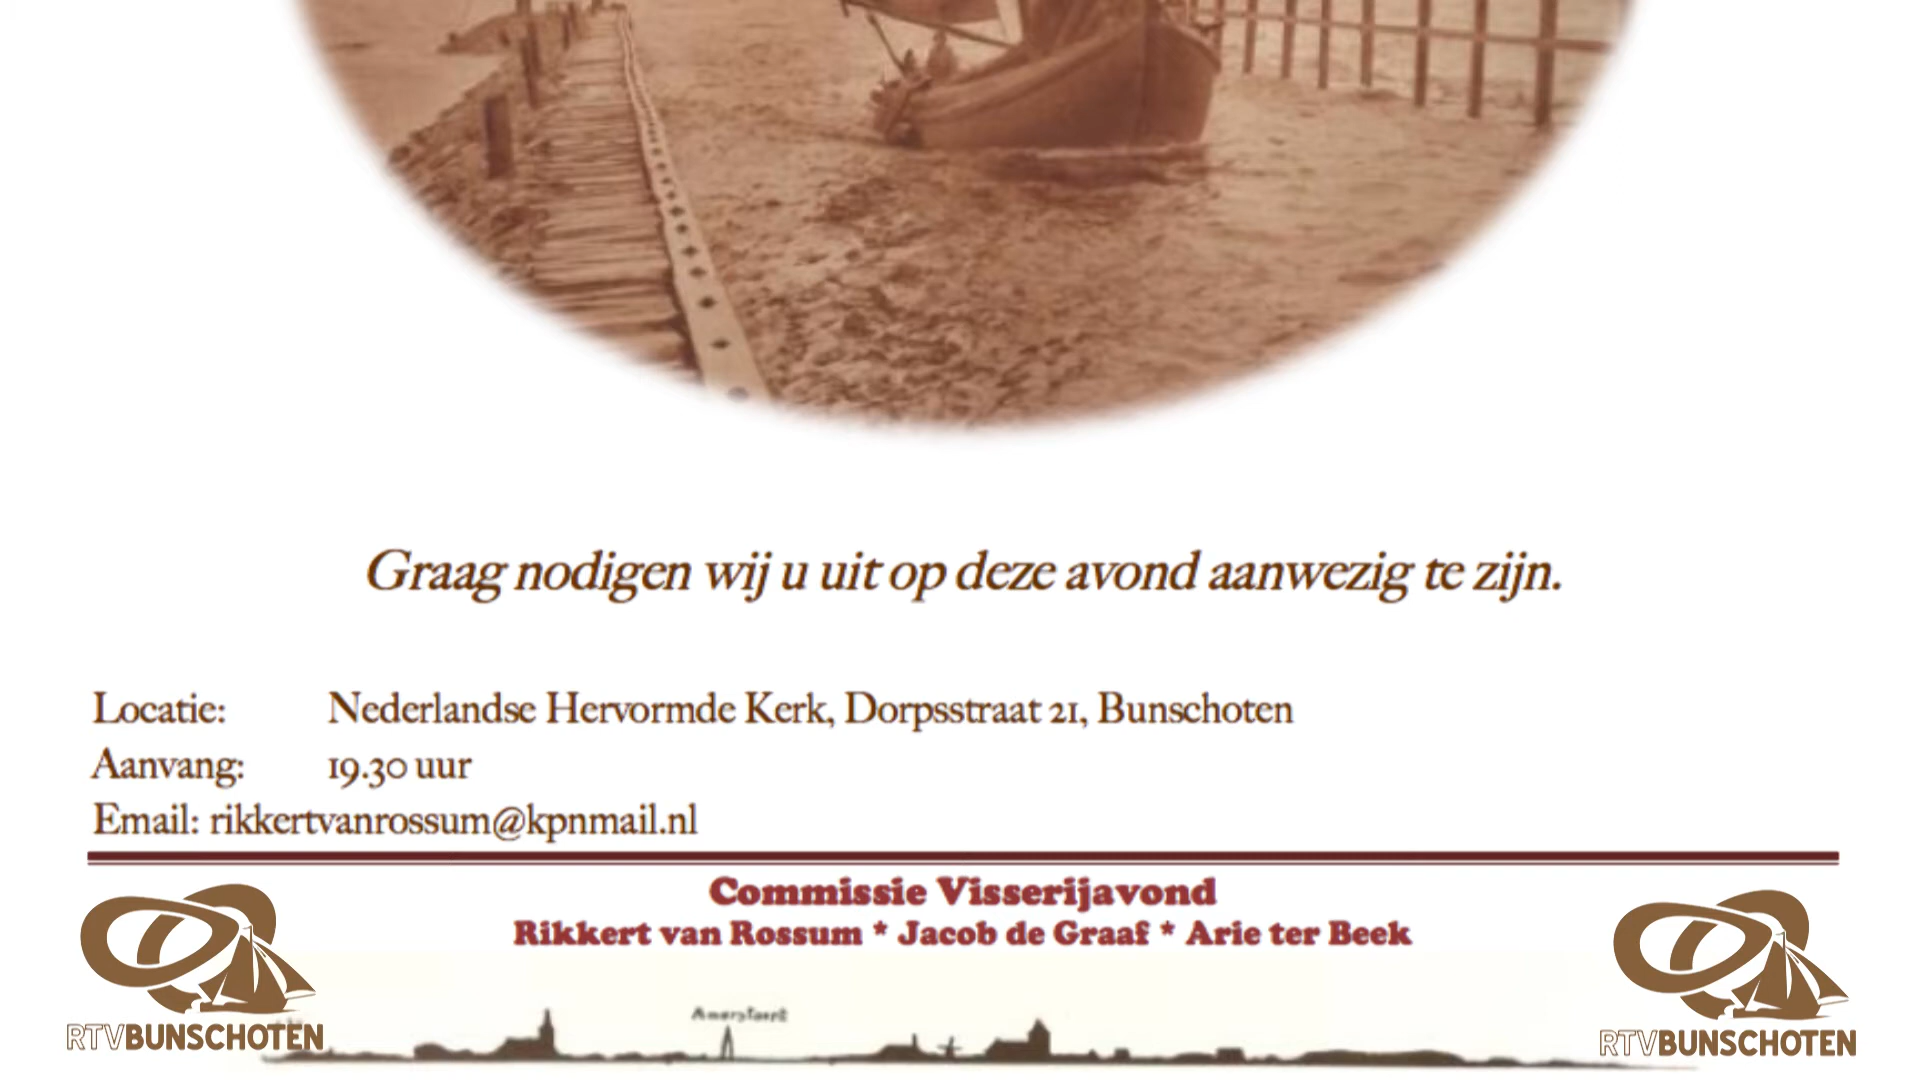 Graag nodigen wij u uit op deze avond aanwezig te zijn.
Locatie: Nederlandse Hervormde Kerk, Dorpsstraat 21, Bunschoten
Aanvang: 19.30 uur
Email: rikkertvanrossum@kpnmail.nl
Commissie Visserijavond
Rikkert van Rossum * Jacob de Graaf * Arie ter Beek
Amersfoort
RTVBUNSCHOTEN
RTVBUNSCHOTEN